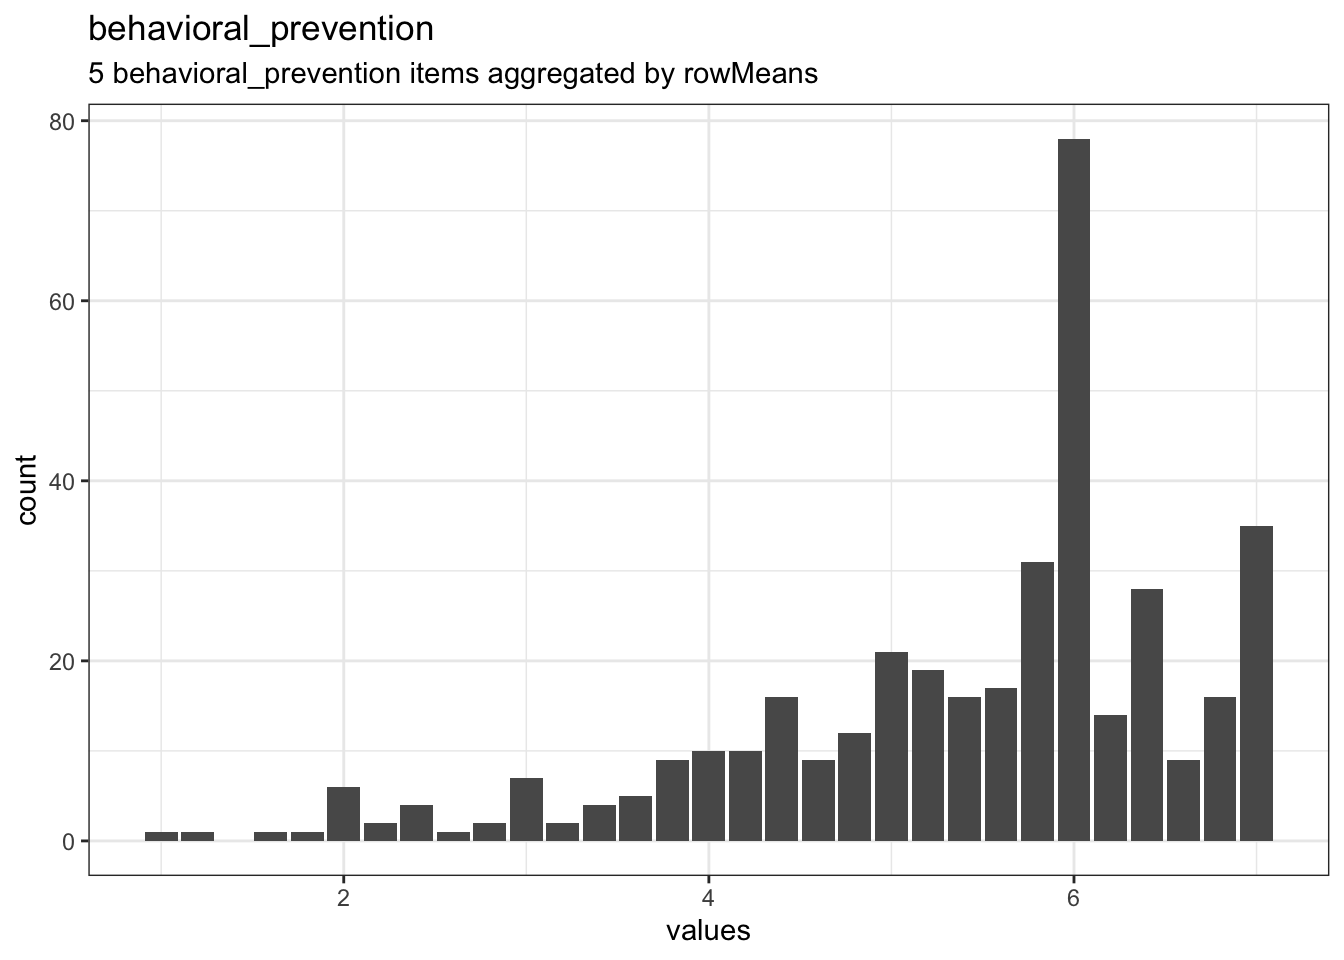 behavioral_prevention
5 behavioral_prevention items aggregated by rowMeans
80
60
40
20
0
count
2 4 6
values